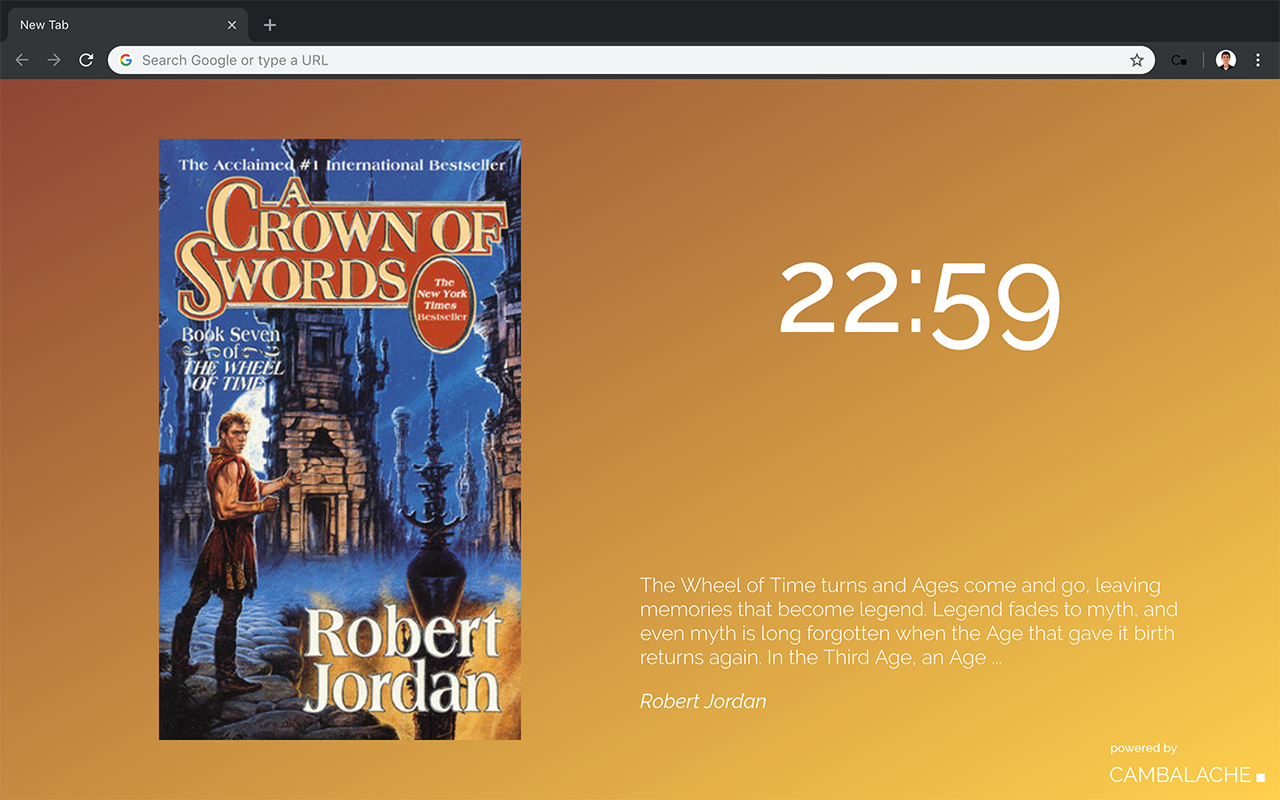 New Tab
Search Google or type a URL
The Acclaimed #1 International Bestseller
A
CROWN OF
SWORDS
The
New York
Times
Bestseller
Book Seven
of
THE WHEEL
OF TIME
Robert
Jordan
22:59
The Wheel of Time turns and Ages come and go, leaving
memories that become legend. Legend fades to myth, and
even myth is long forgotten when the Age that gave it birth
returns again. In the Third Age, an Age ...
Robert Jordan
powered by
CAMBALACHE